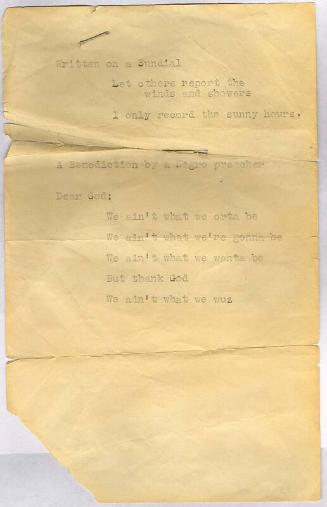 Written on a Sundial
Let others report the
winds and showers
I only record the sunny hours.
A Benediction by a Negro preacher
Dear God:
We ain't what we orta be
We ain't what we're gonna be
We ain't what we wanta be
But thank God
We ain't what we wuz